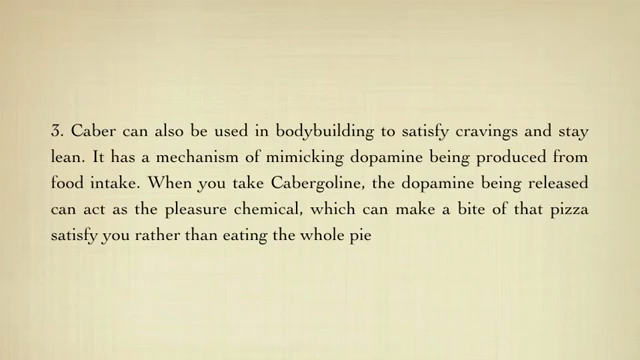 3. Caber can also be used in bodybuilding to satisfy cravings and stay
lean. It has a mechanism of mimicking dopamine being produced from
food intake. When you take Cabergoline, the dopamine being released
can act as the pleasure chemical, which can make a bite of that pizza
satisfy you rather than eating the whole pie